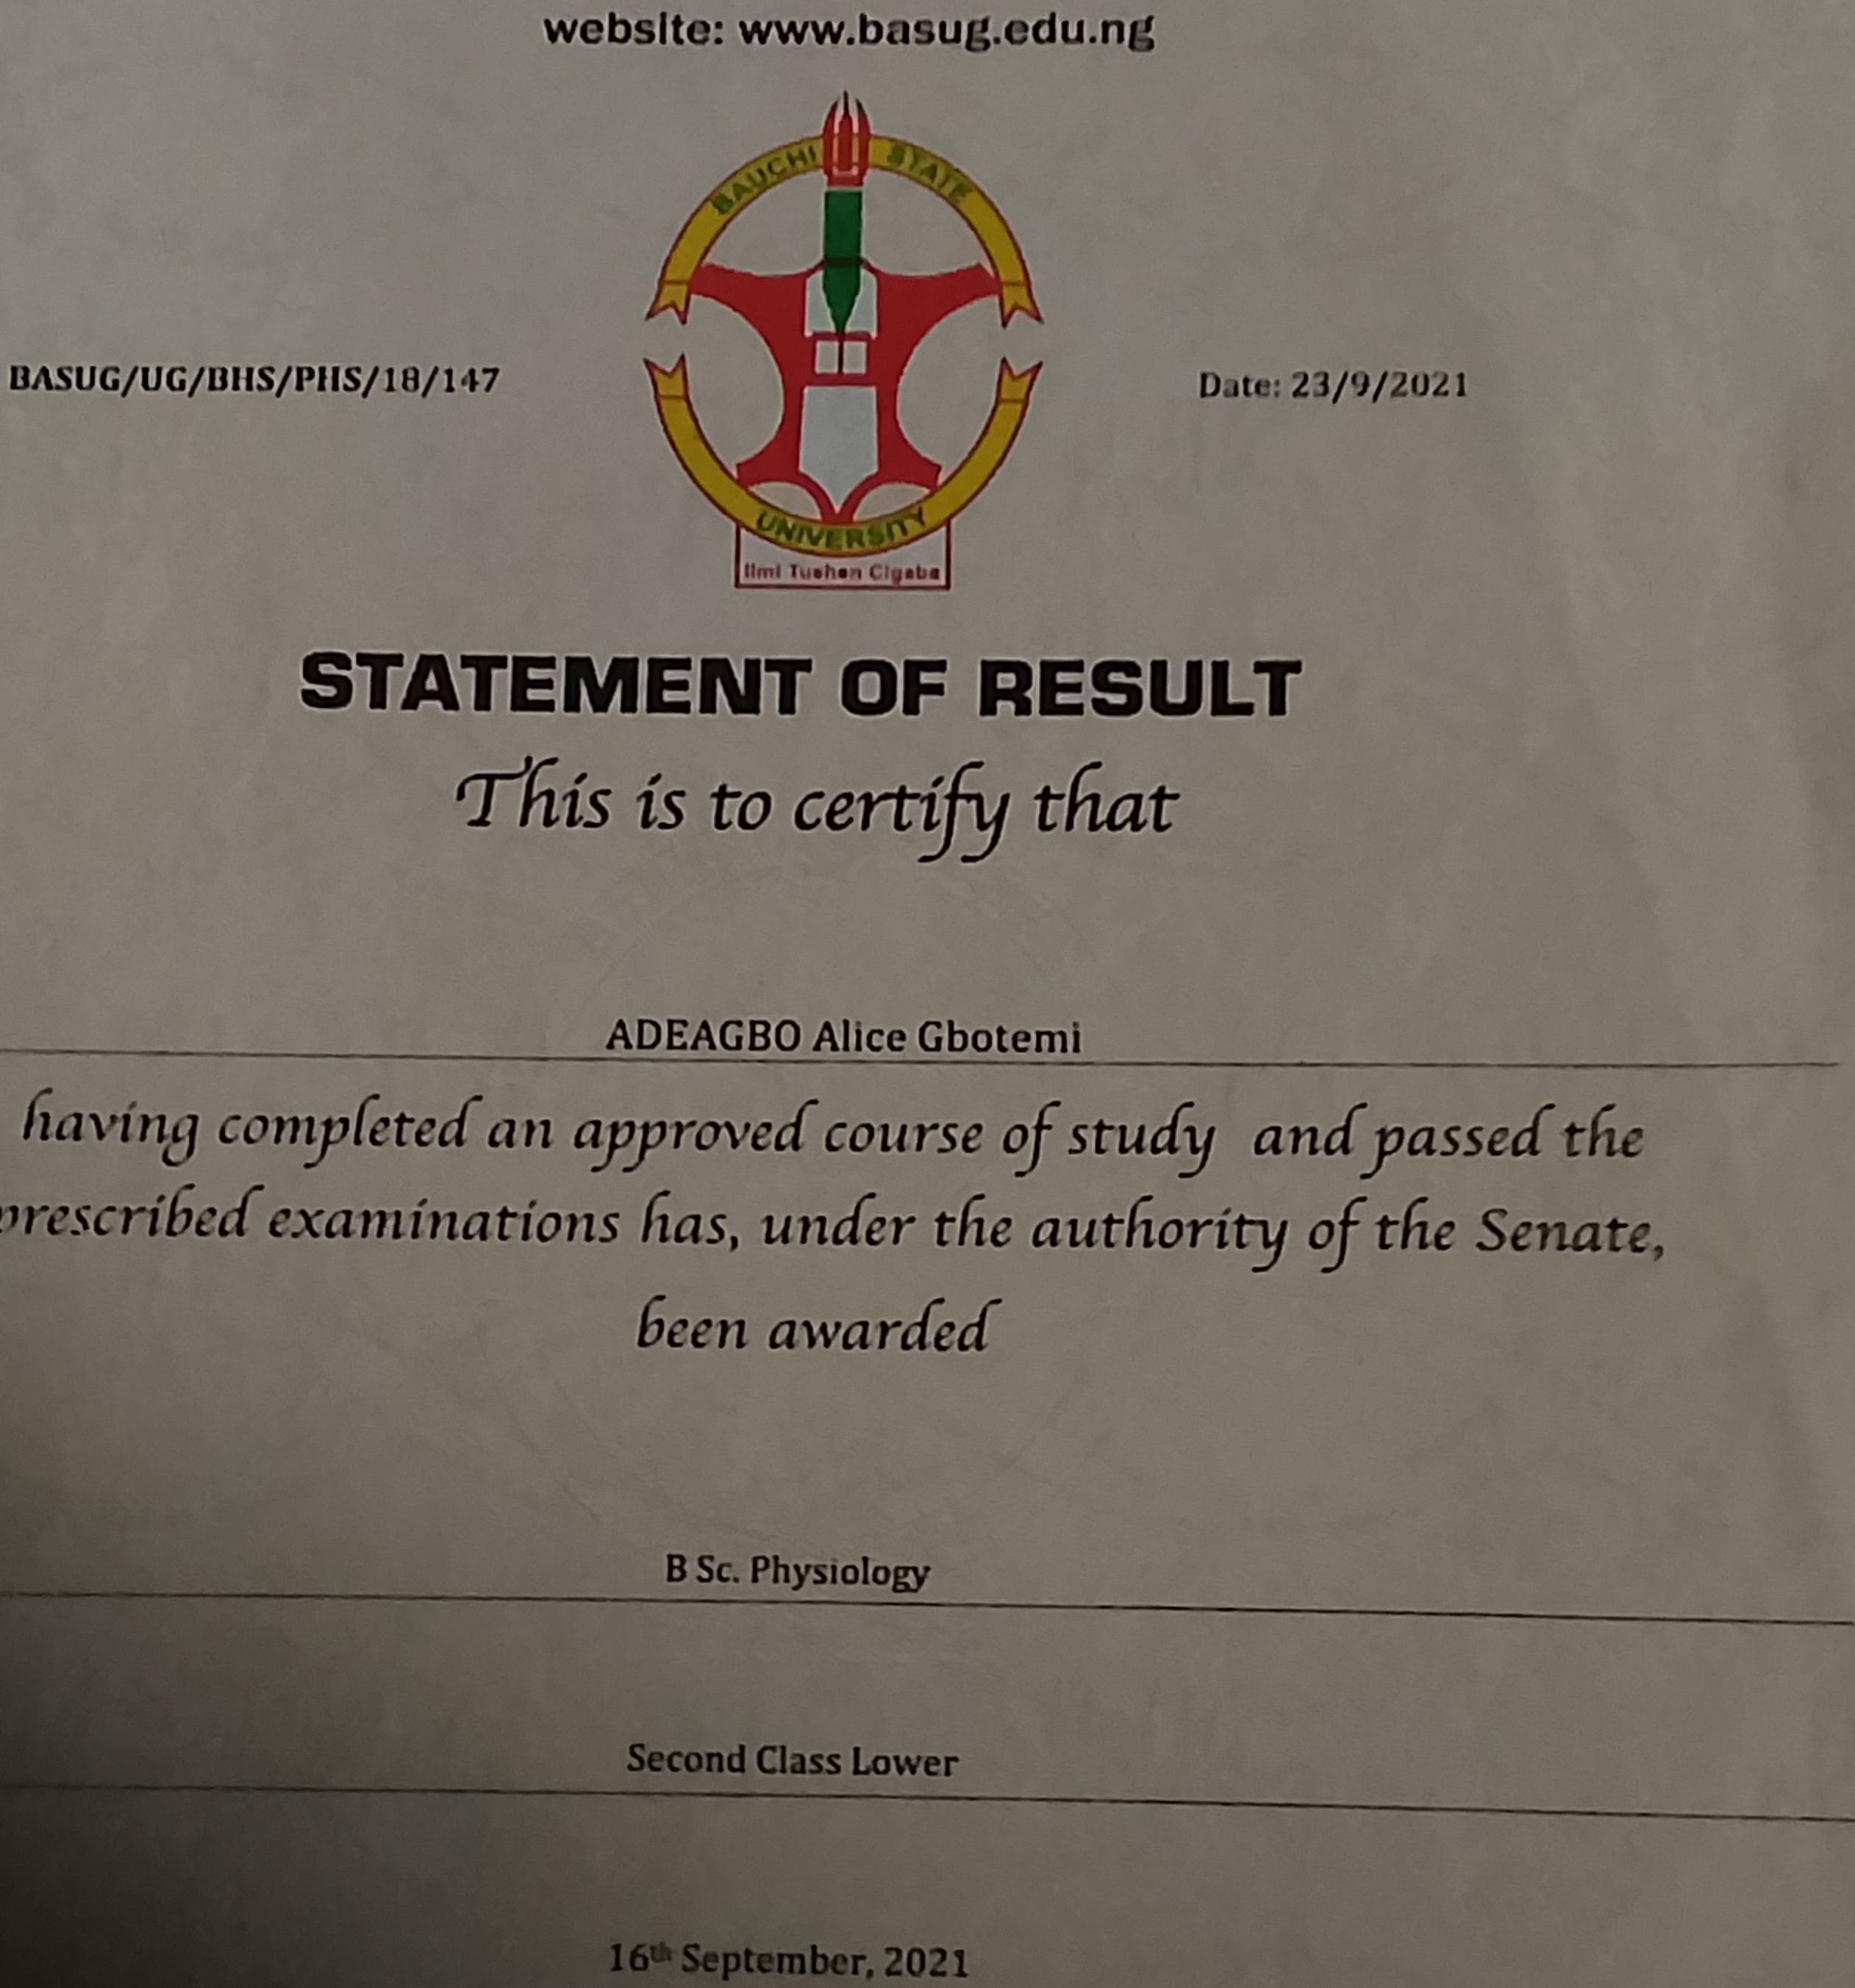 website: www.basug.edu.ng
BAUCHI STATE
UNIVERSITY
Ilmi Tushen Cigaba
BASUG/UG/BHS/PHS/18/147
Date: 23/9/2021
STATEMENT OF RESULT
This is to certify that
ADEAGBO Alice Gbotemi
having completed an approved course of study and passed the
prescribed examinations has, under the authority of the Senate,
been awarded
B Sc. Physiology
Second Class Lower
16th September, 2021